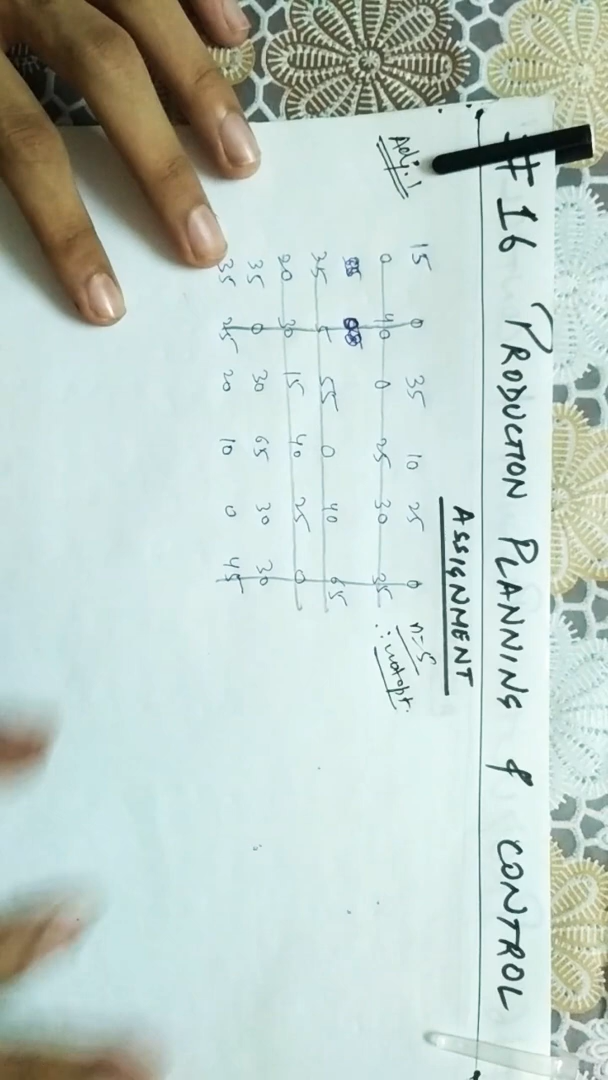 # 16 PRODUCTION PLANNING & CONTROL
ASSIGNMENT
15 0 35 10 25 0 n=5
Adj. 1
0 40 0 25 30 35 ∴ not opt.
25 5 55 0 40 65
20 30 15 40 25 0
35 0 30 65 30 30
35 25 20 10 0 45